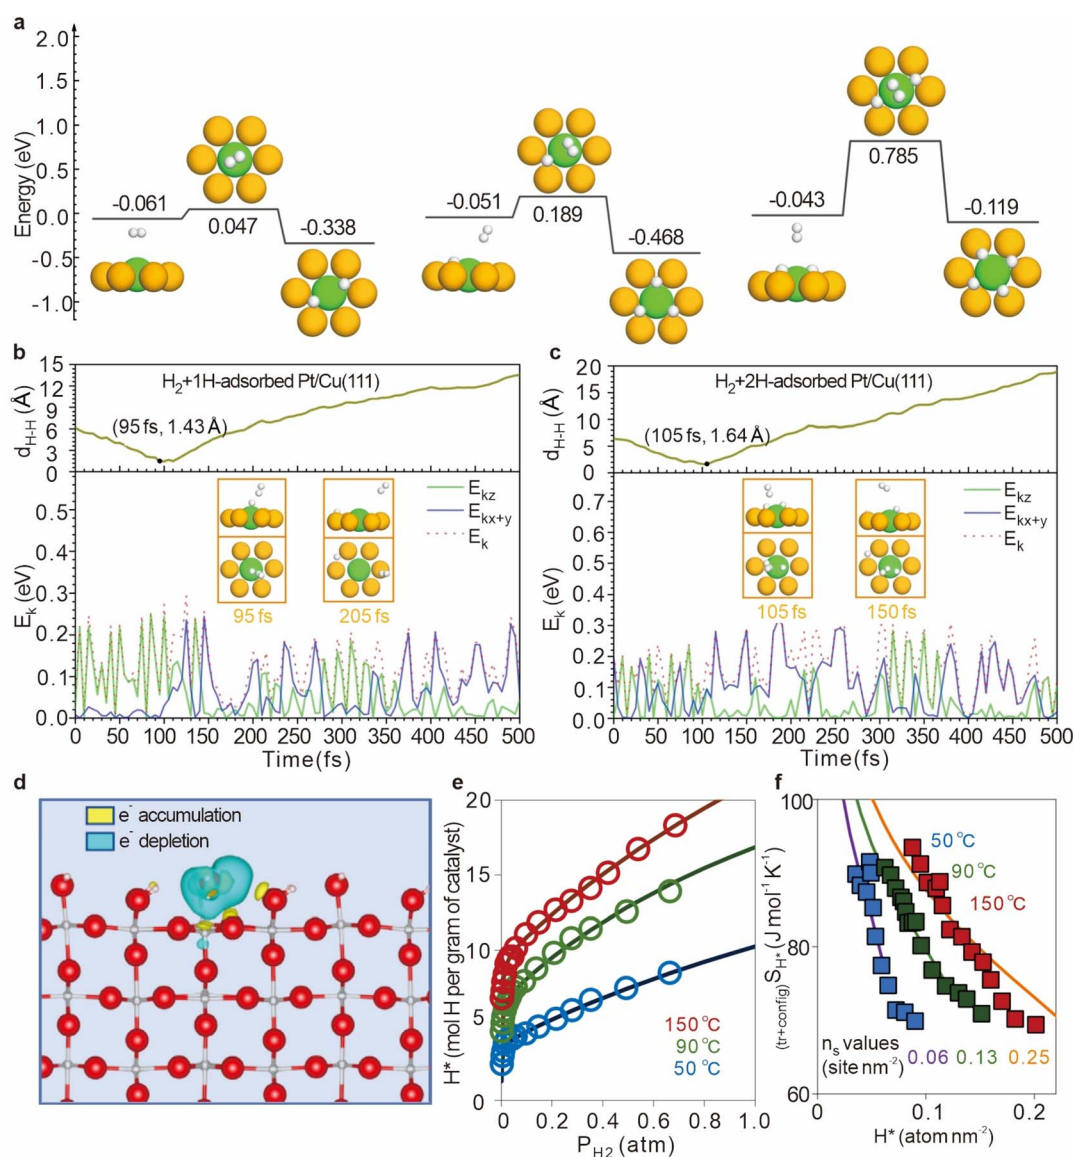 a
2.0
1.5
1.0
0.5
0.0
-0.5
-1.0
Energy (eV)
-0.061
0.047
-0.338
-0.051
0.189
-0.468
-0.043
0.785
-0.119
b
15
12
9
6
3
0
d_H-H (Å)
H₂+1H-adsorbed Pt/Cu(111)
(95 fs, 1.43 Å)
0.5
0.4
0.3
0.2
0.1
0.0
E_k (eV)
E_kz
E_kx+y
E_k
95 fs
205 fs
0 50 100 150 200 250 300 350 400 450 500
Time(fs)
c
20
15
10
5
0
d_H-H (Å)
H₂+2H-adsorbed Pt/Cu(111)
(105 fs, 1.64 Å)
0.7
0.6
0.5
0.4
0.3
0.2
0.1
0.0
E_k (eV)
E_kz
E_kx+y
E_k
105 fs
150 fs
0 50 100 150 200 250 300 350 400 450 500
Time(fs)
d
e⁻ accumulation
e⁻ depletion
e
20
15
10
5
0
H* (mol H per gram of catalyst)
150 °C
90 °C
50 °C
0.0 0.2 0.4 0.6 0.8 1.0
P_H2 (atm)
f
100
80
60
(tr+config) S_H* (J mol⁻¹ K⁻¹)
50 °C
90 °C
150 °C
n_s values
(site nm⁻²)
0.06 0.13 0.25
0 0.1 0.2
H* (atom nm⁻²)